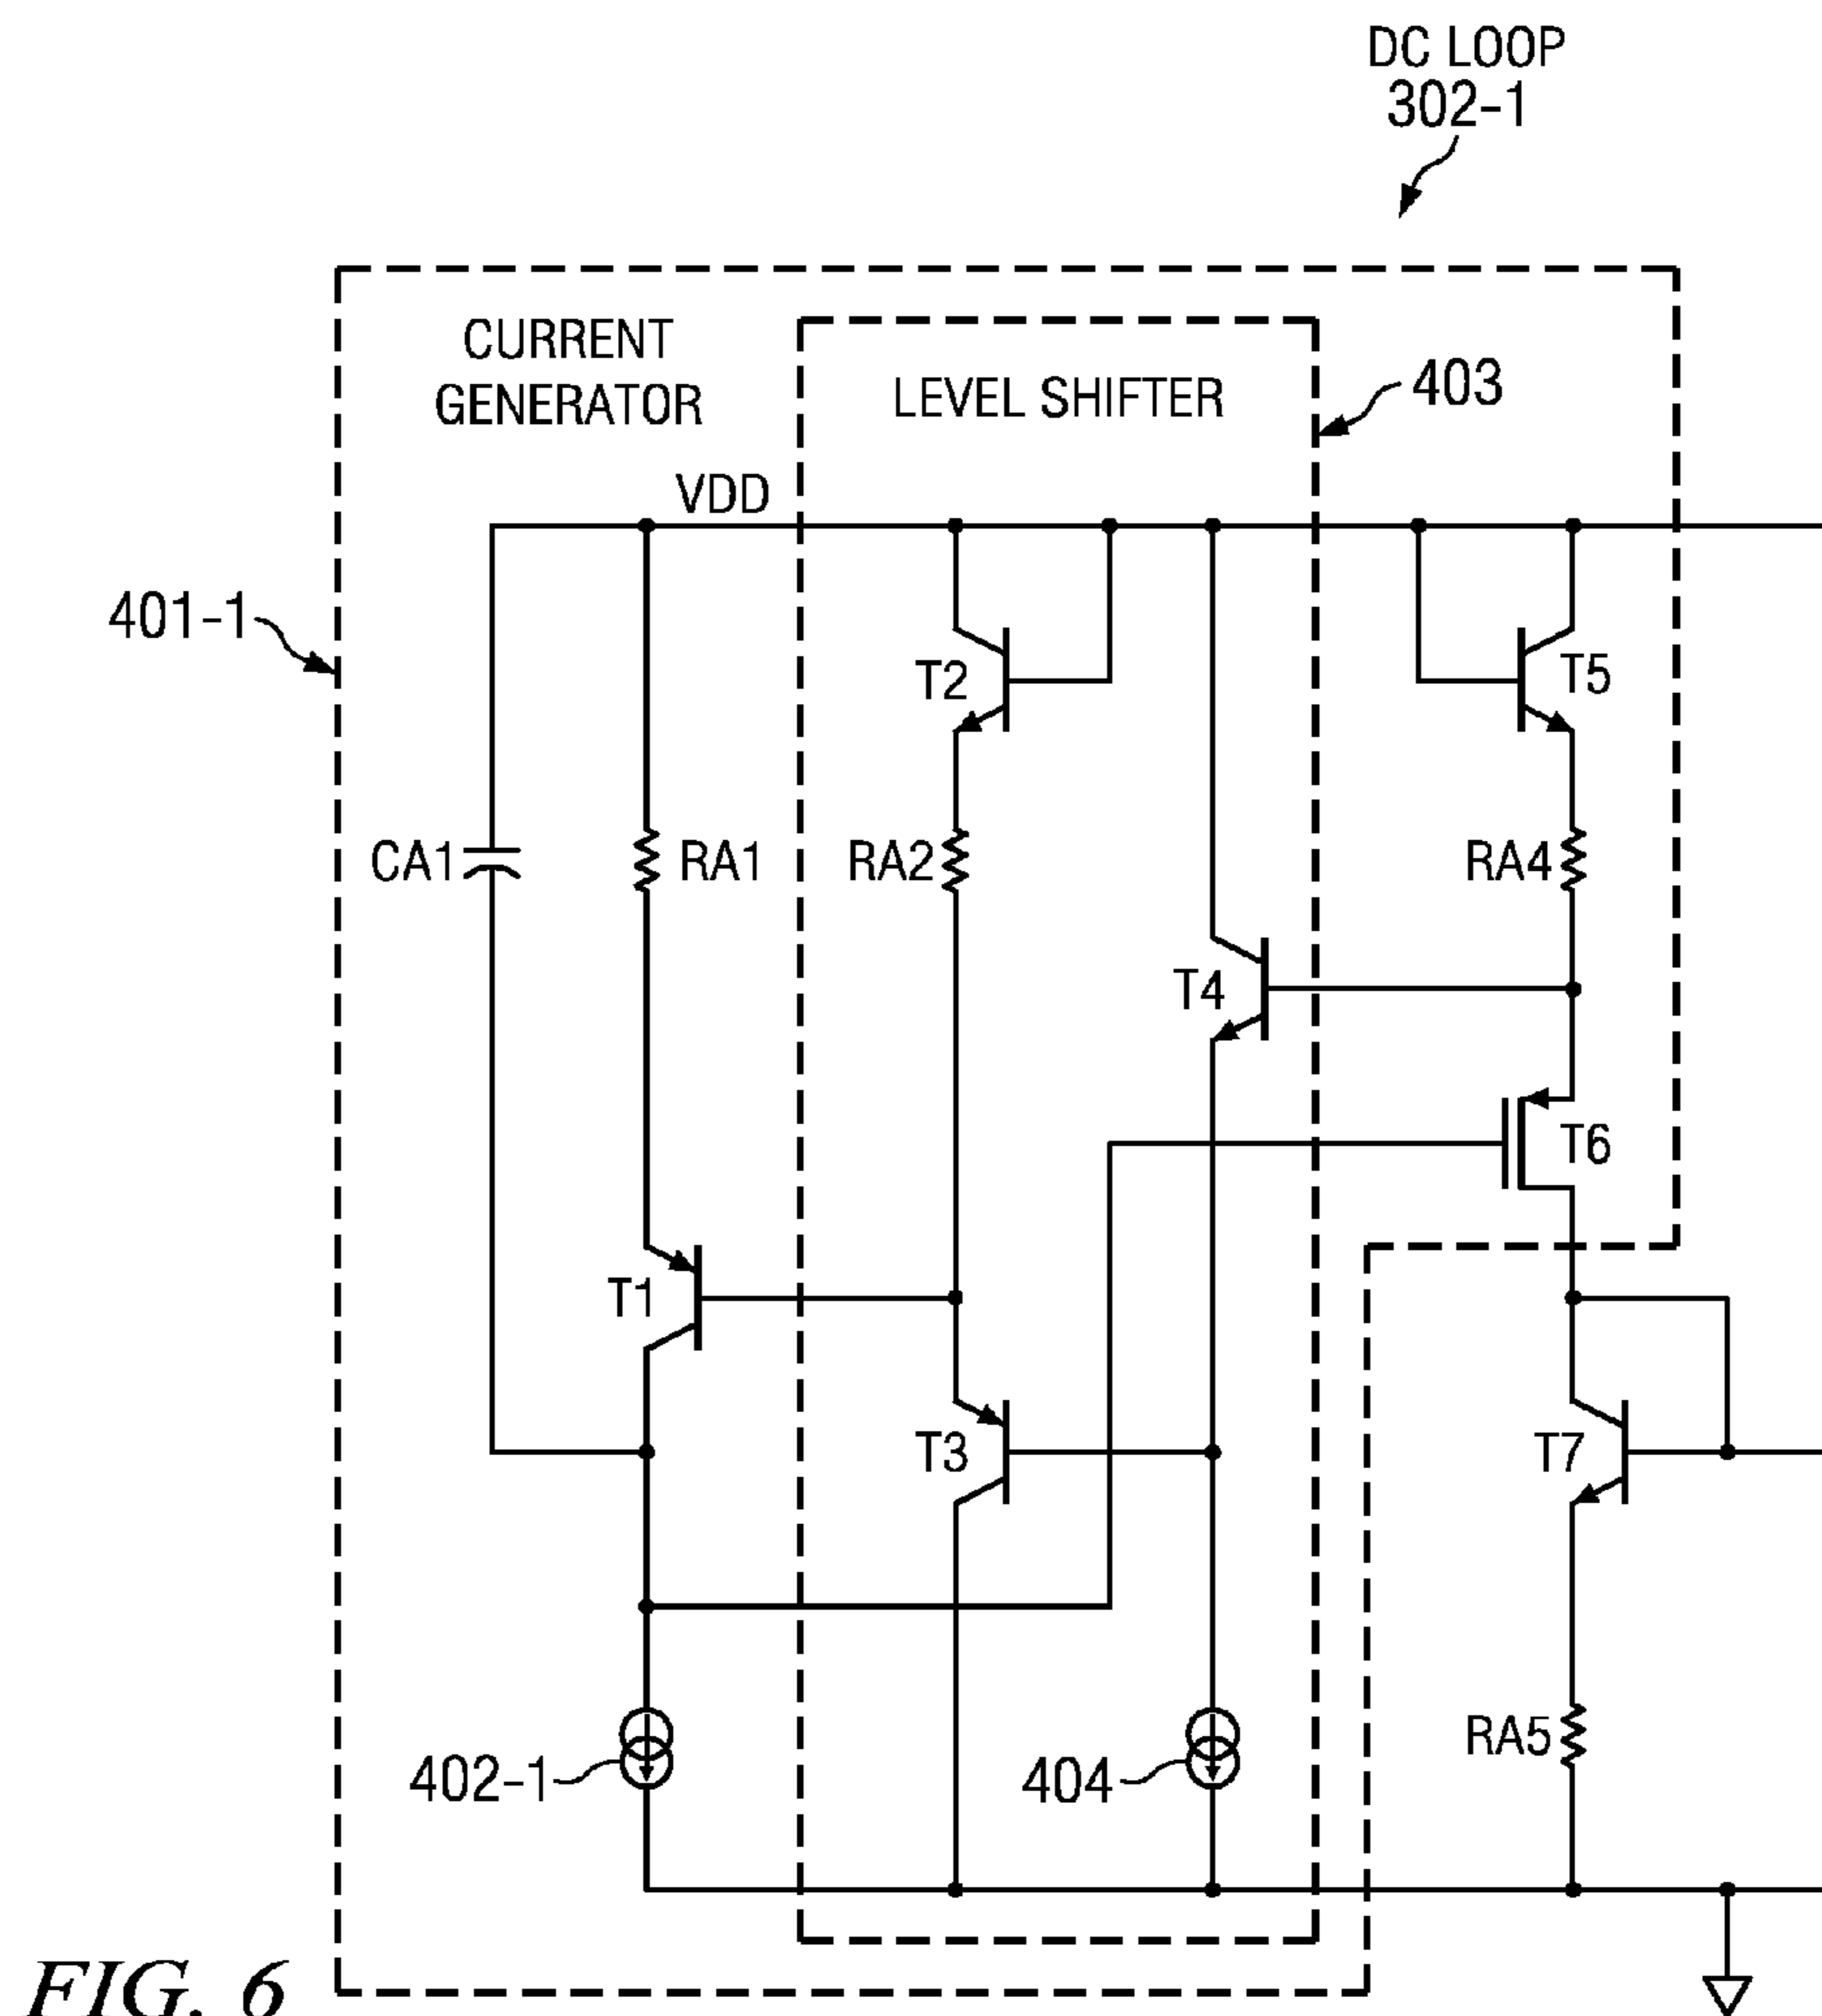 DC LOOP
302-1
CURRENT
GENERATOR
LEVEL SHIFTER
403
VDD
401-1
T2
T5
CA1
RA1
RA2
RA4
T4
T6
T1
T3
T7
RA5
402-1
404
FIG. 6